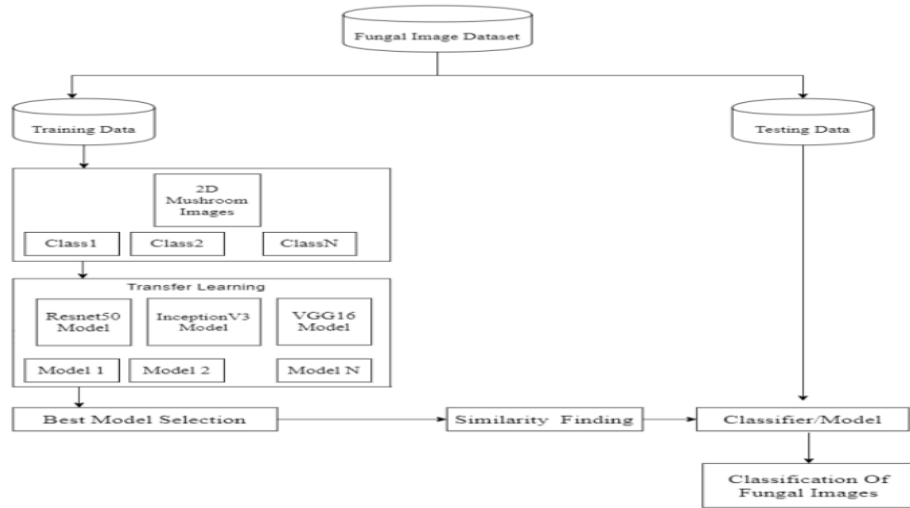 Fungal Image Dataset
Training Data
Testing Data
2D
Mushroom
Images
Class1
Class2
ClassN
Transfer Learning
Resnet50
Model
InceptionV3
Model
VGG16
Model
Model 1
Model 2
Model N
Best Model Selection
Similarity Finding
Classifier/Model
Classification Of
Fungal Images